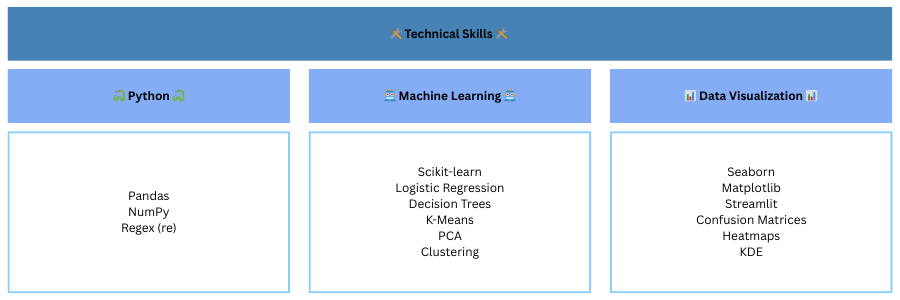 Technical Skills
Python
Machine Learning
Data Visualization
Pandas
NumPy
Regex (re)
Scikit-learn
Logistic Regression
Decision Trees
K-Means
PCA
Clustering
Seaborn
Matplotlib
Streamlit
Confusion Matrices
Heatmaps
KDE